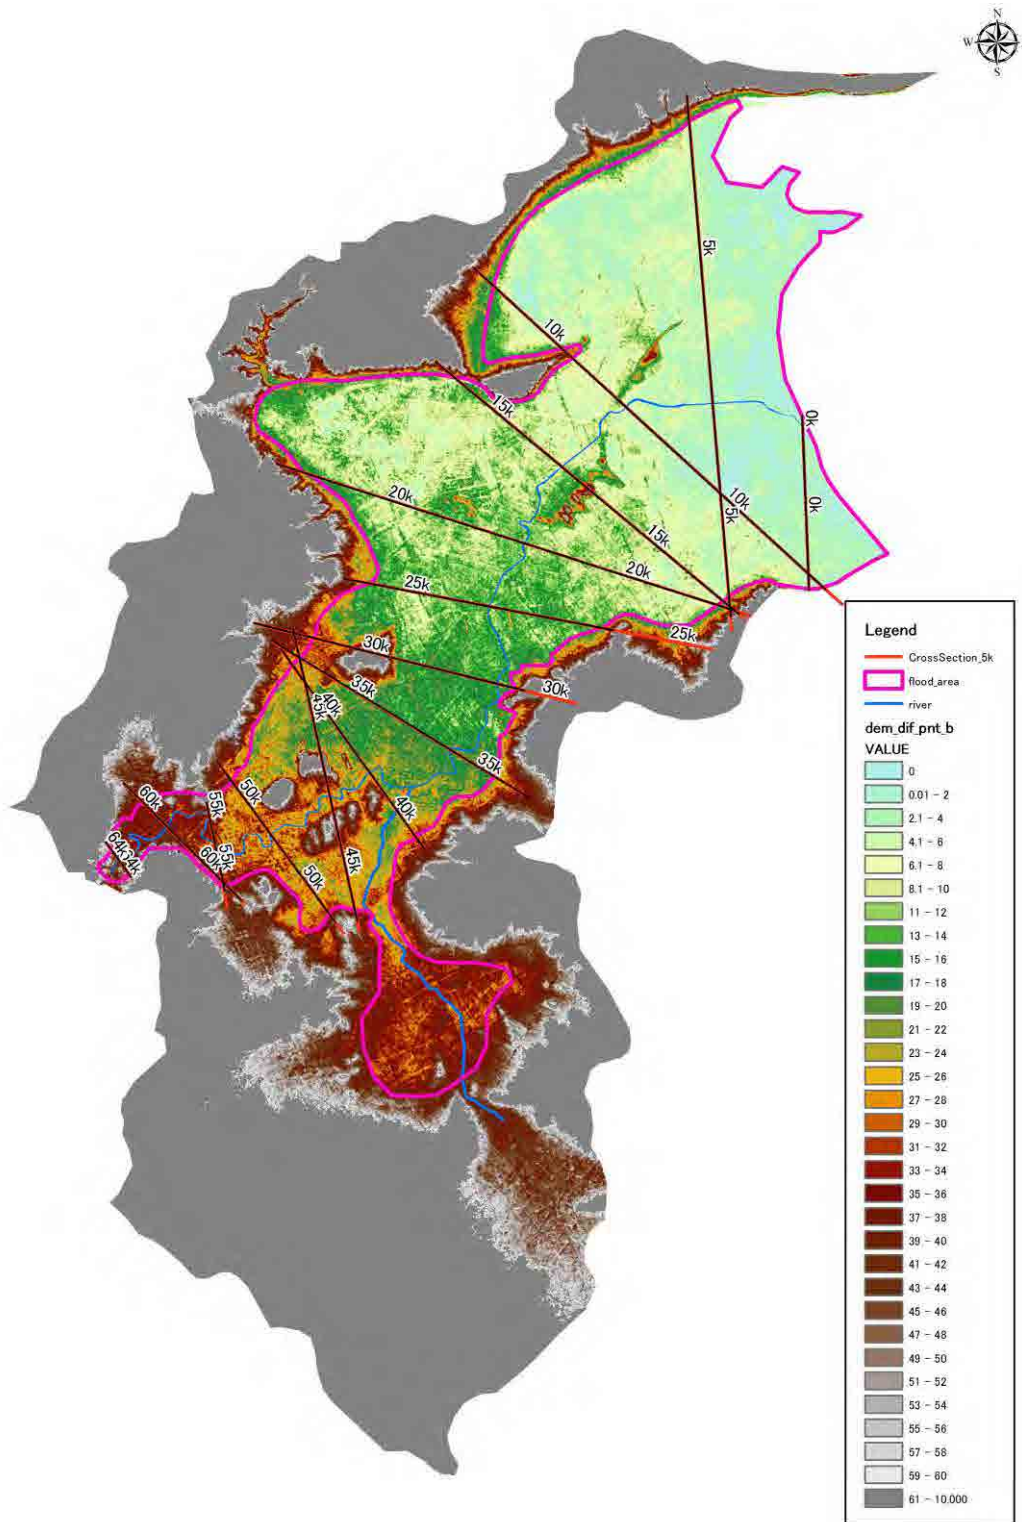 N
W
S
5k
10k
0k
15k
10k
0k
20k
5k
15k
20k
25k
25k
30k
30k
35k
40k
45k
35k
50k
60k
55k
40k
64k34k
55k
60k
45k
50k
Legend
CrossSection_5k
flood_area
river
dem_dif_pnt_b
VALUE
0
0.01 - 2
2.1 - 4
4.1 - 6
6.1 - 8
8.1 - 10
11 - 12
13 - 14
15 - 16
17 - 18
19 - 20
21 - 22
23 - 24
25 - 26
27 - 28
29 - 30
31 - 32
33 - 34
35 - 36
37 - 38
39 - 40
41 - 42
43 - 44
45 - 46
47 - 48
49 - 50
51 - 52
53 - 54
55 - 56
57 - 58
59 - 60
61 - 10,000